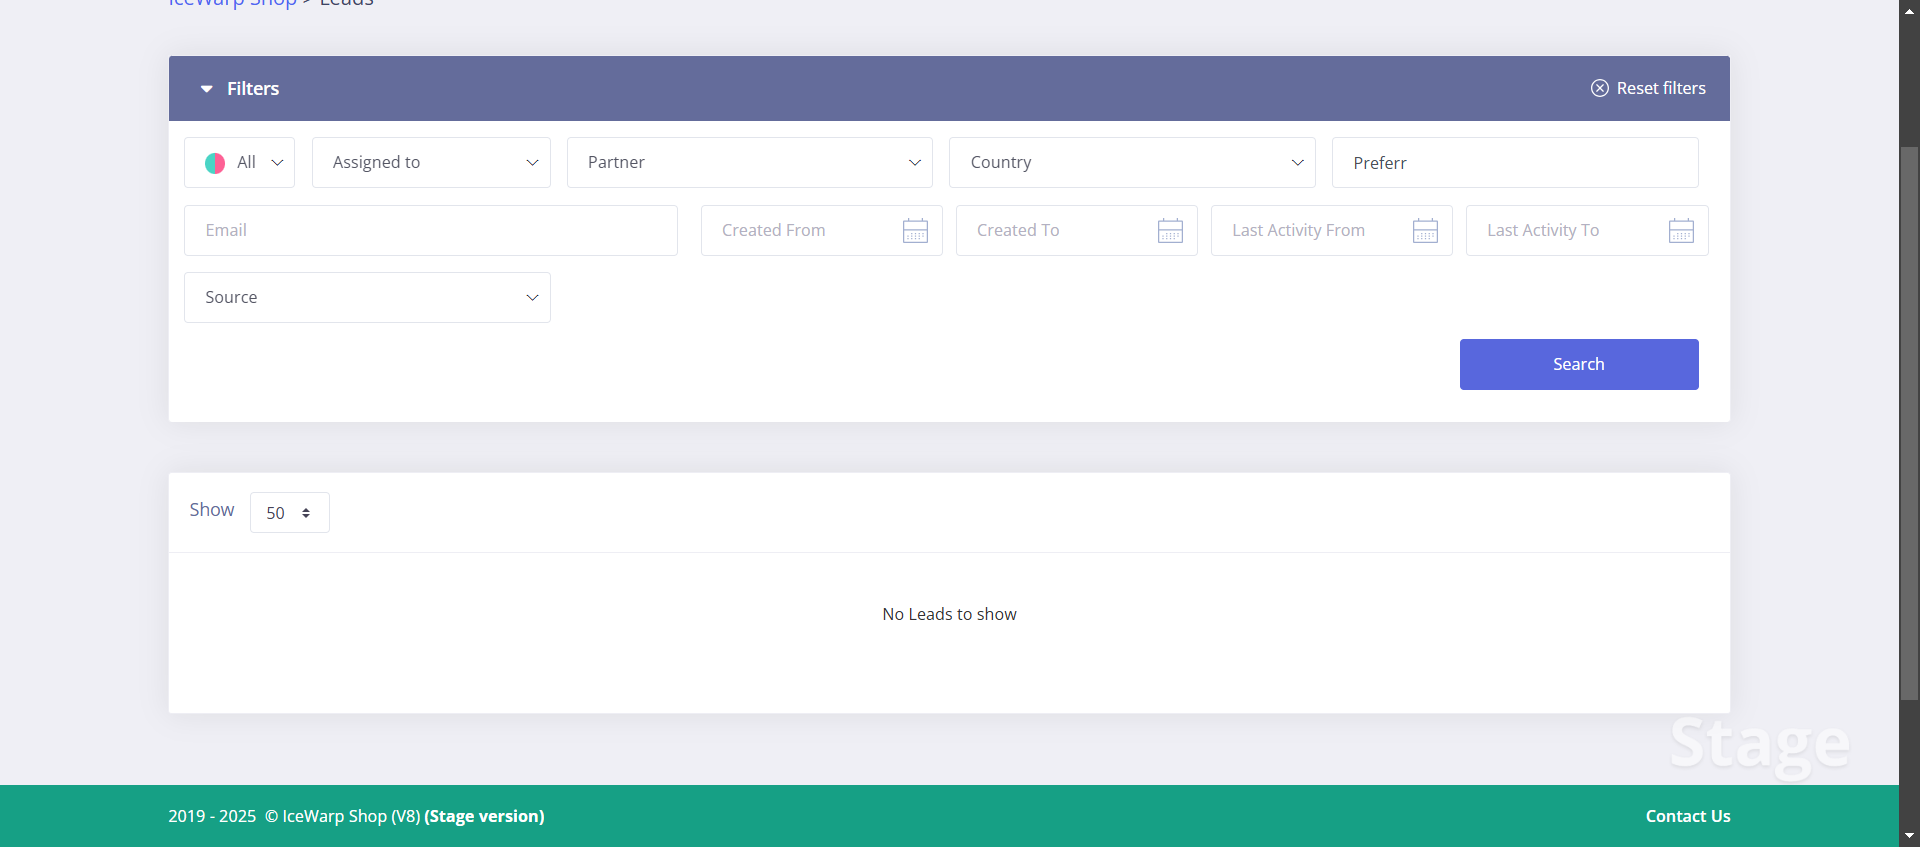 IceWarp Shop > Leads
Filters
Reset filters
All
Assigned to
Partner
Country
Preferr
Email
Created From
Created To
Last Activity From
Last Activity To
Source
Search
Show 50
No Leads to show
Stage
2019 - 2025 © IceWarp Shop (V8) (Stage version)
Contact Us